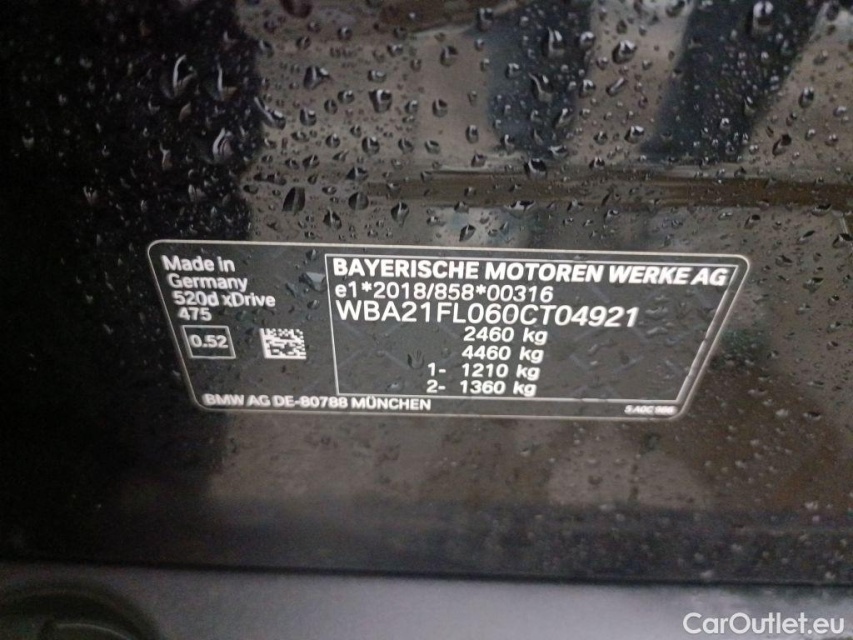 Made in
Germany
520d xDrive
475
0.52
BAYERISCHE MOTOREN WERKE AG
e1*2018/858*00316
WBA21FL060CT04921
2460 kg
4460 kg
1- 1210 kg
2- 1360 kg
BMW AG DE-80788 MÜNCHEN
CarOutlet.eu